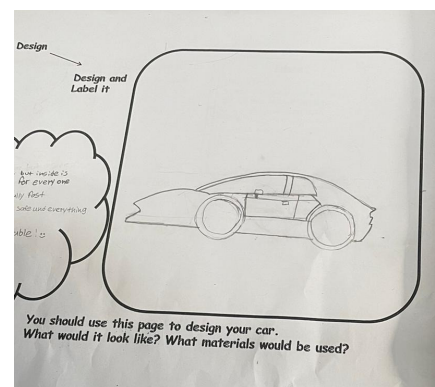 Design
Design and
Label it
but inside is
for every one
fast
safe and everything
You should use this page to design your car.
What would it look like? What materials would be used?